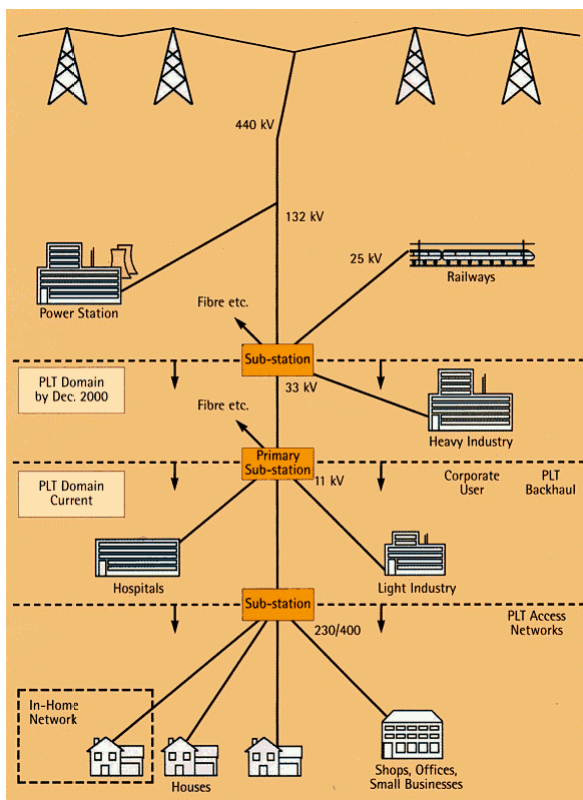 440 kV
132 kV
25 kV
Railways
Power Station
Fibre etc.
Sub-station
PLT Domain
by Dec. 2000
33 kV
Fibre etc.
Heavy Industry
Primary
Sub-station
11 kV
Corporate
User
PLT
Backhaul
PLT Domain
Current
Hospitals
Light Industry
Sub-station
230/400
PLT Access
Networks
In-Home
Network
Houses
Shops, Offices,
Small Businesses